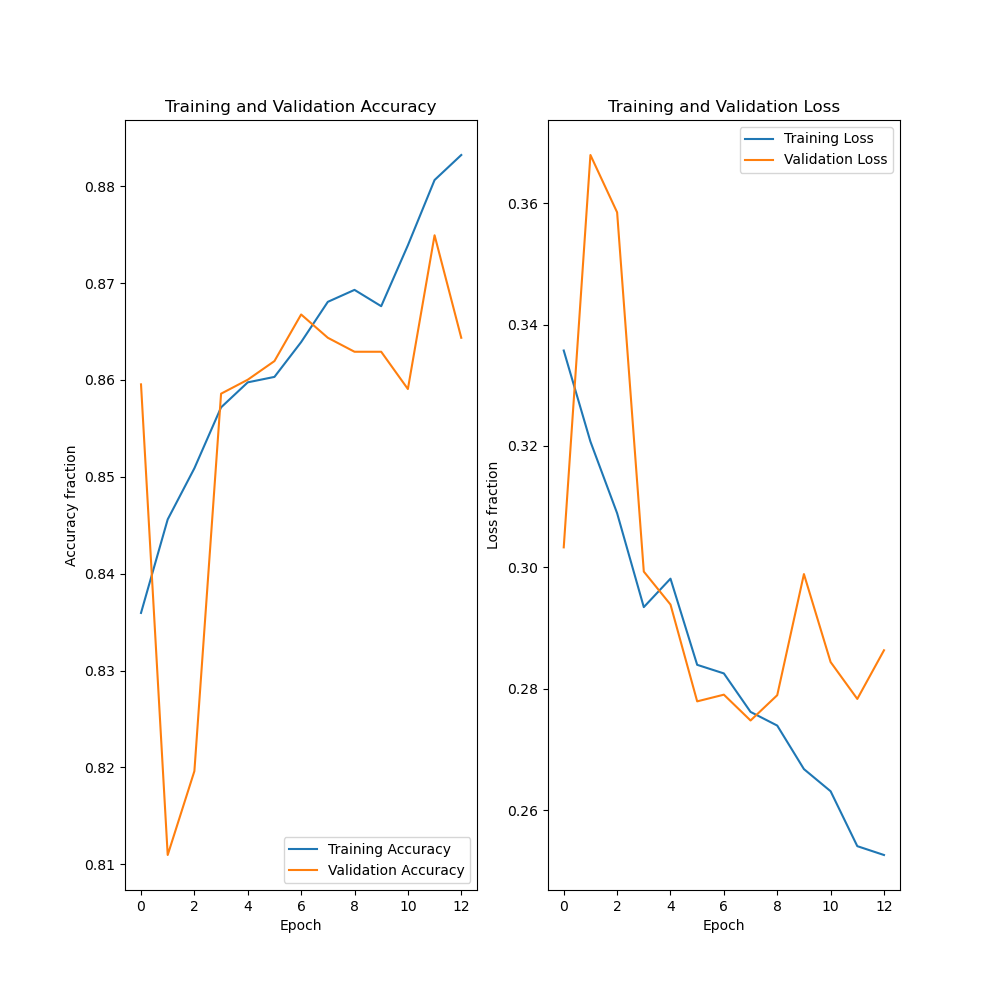 Training and Validation Accuracy
Accuracy fraction
0.88
0.87
0.86
0.85
0.84
0.83
0.82
0.81
Training Accuracy
Validation Accuracy
0 2 4 6 8 10 12
Epoch
Training and Validation Loss
Loss fraction
Training Loss
Validation Loss
0.36
0.34
0.32
0.30
0.28
0.26
0 2 4 6 8 10 12
Epoch